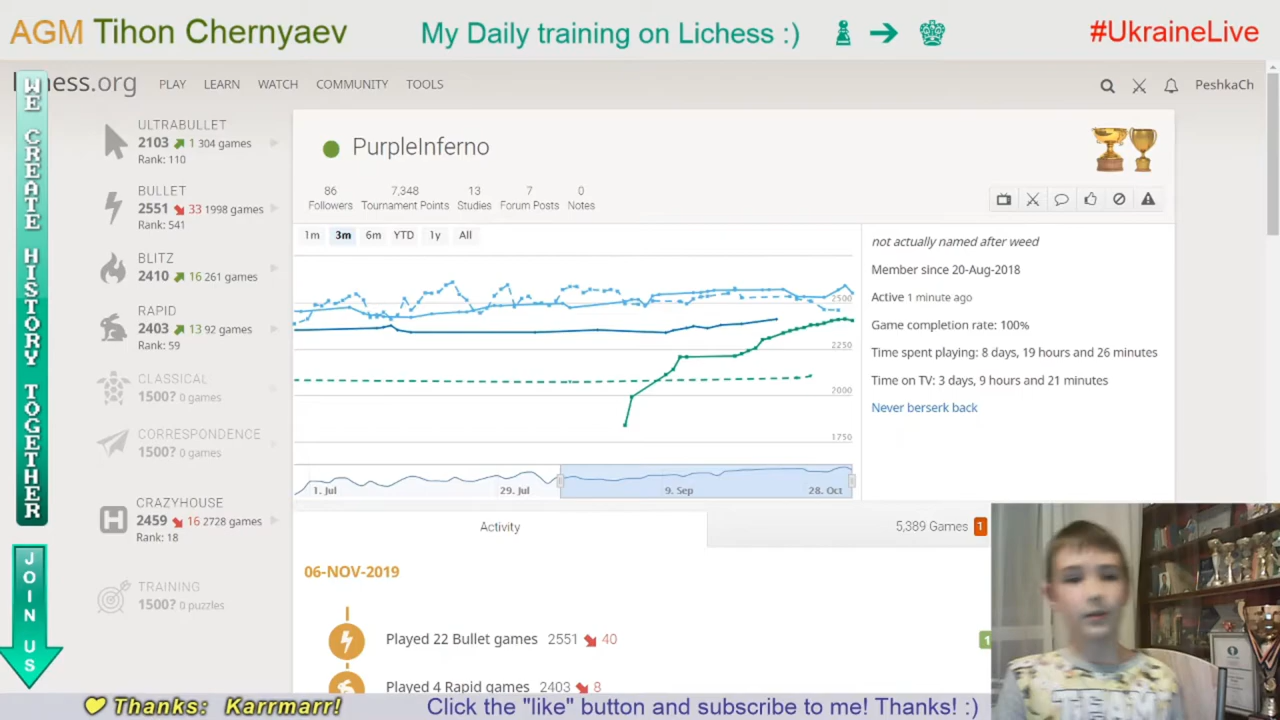 AGM Tihon Chernyaev
My Daily training on Lichess :)
#UkraineLive
WE CREATE HISTORY TOGETHER
JOIN US
ness.org
PLAY LEARN WATCH COMMUNITY TOOLS
PeshkaCh
ULTRABULLET
2103 1 304 games
Rank: 110
BULLET
2551 33 1998 games
Rank: 541
BLITZ
2410 16 261 games
RAPID
2403 13 92 games
Rank: 59
CLASSICAL
1500? 0 games
CORRESPONDENCE
1500? 0 games
CRAZYHOUSE
2459 16 2728 games
Rank: 18
TRAINING
1500? 0 puzzles
PurpleInferno
86 7,348 13 7 0
Followers Tournament Points Studies Forum Posts Notes
1m 3m 6m YTD 1y All
2500
2250
2000
1750
1. Jul 29. Jul 9. Sep 28. Oct
not actually named after weed
Member since 20-Aug-2018
Active 1 minute ago
Game completion rate: 100%
Time spent playing: 8 days, 19 hours and 26 minutes
Time on TV: 3 days, 9 hours and 21 minutes
Never berserk back
Activity
5,389 Games 1
06-NOV-2019
Played 22 Bullet games 2551 40
1
Played 4 Rapid games 2403 8
TEAM
Thanks: Karrmarr!
Click the "like" button and subscribe to me! Thanks! :)